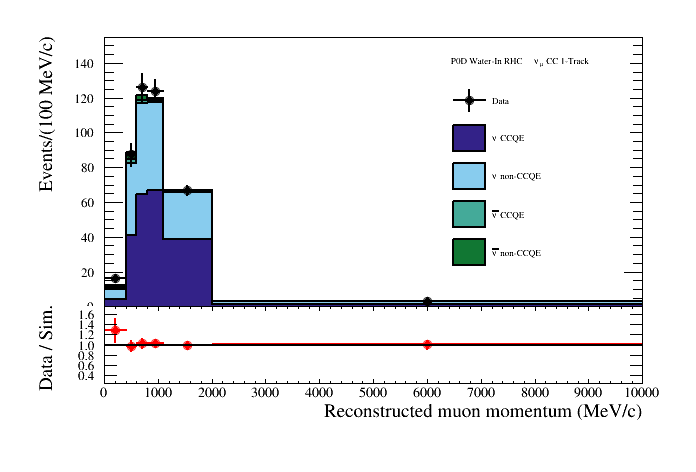 Events/(100 MeV/c)
140
120
100
80
60
40
20
0
P0D Water-In RHC ν μ CC 1-Track
Data
ν CCQE
ν non-CCQE
ν̅ CCQE
ν̅ non-CCQE
Data / Sim.
1.6
1.4
1.2
1.0
0.8
0.6
0.4
0 1000 2000 3000 4000 5000 6000 7000 8000 9000 10000
Reconstructed muon momentum (MeV/c)